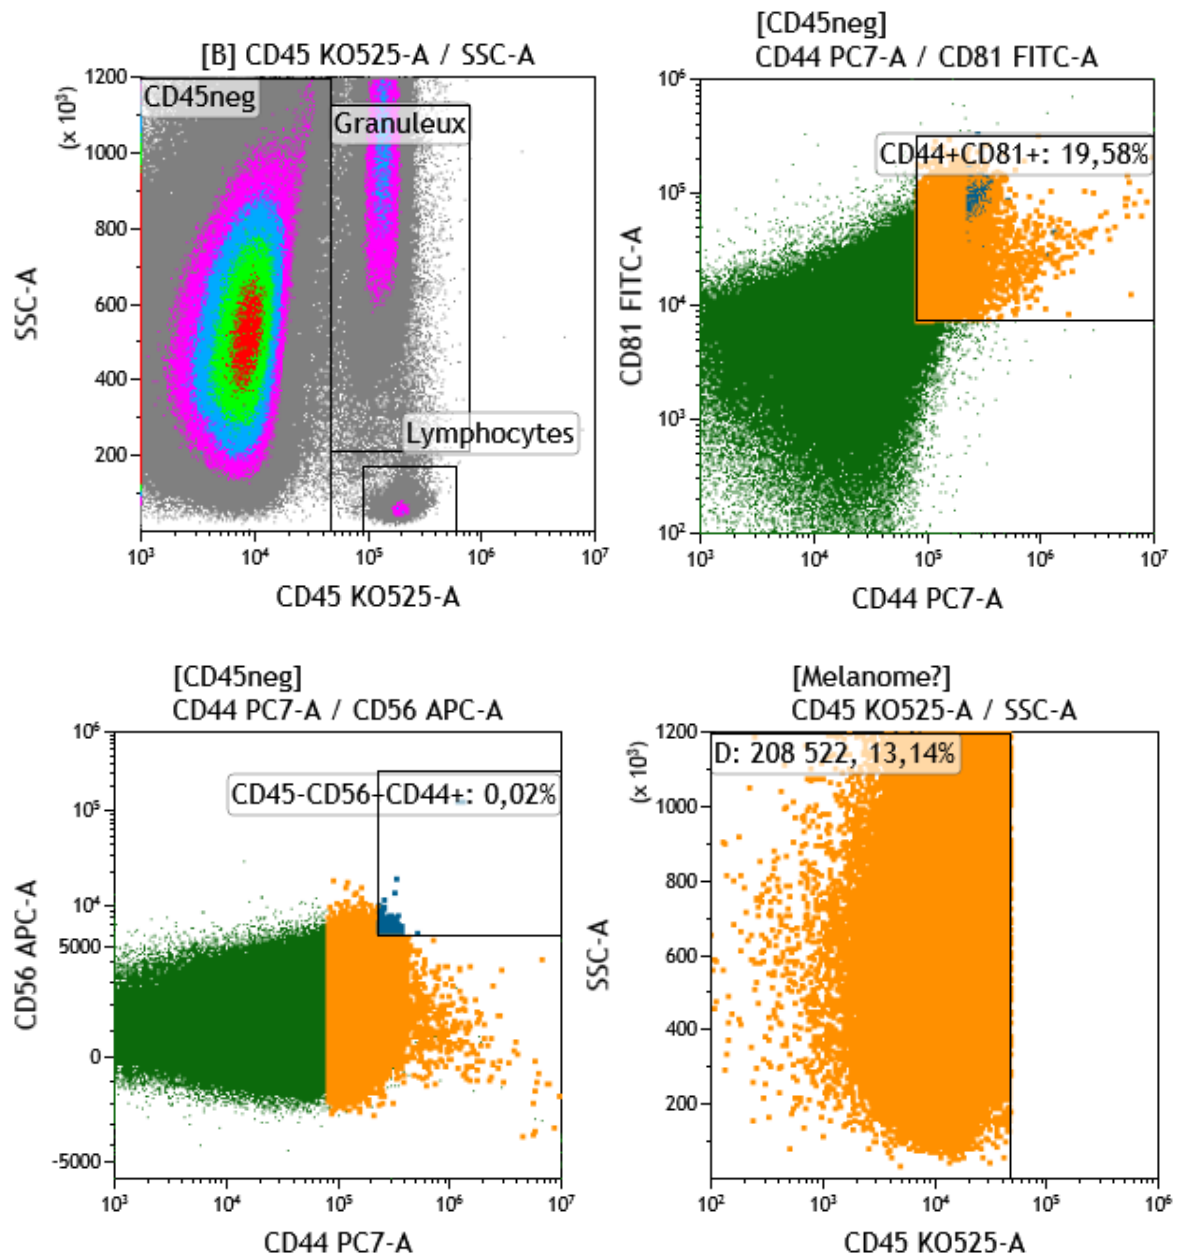 [B] CD45 KO525-A / SSC-A
CD45neg
Granuleux
Lymphocytes
(x 10³)
1200
1000
800
600
400
200
SSC-A
10³
10⁴
10⁵
10⁶
10⁷
CD45 KO525-A
[CD45neg]
CD44 PC7-A / CD81 FITC-A
CD44+CD81+: 19,58%
10⁶
10⁵
10⁴
10³
10²
CD81 FITC-A
10³
10⁴
10⁵
10⁶
10⁷
CD44 PC7-A
[CD45neg]
CD44 PC7-A / CD56 APC-A
CD45-CD56+CD44+: 0,02%
10⁶
10⁵
10⁴
5000
0
-5000
CD56 APC-A
10³
10⁴
10⁵
10⁶
10⁷
CD44 PC7-A
[Melanome?]
CD45 KO525-A / SSC-A
D: 208 522, 13,14%
(x 10³)
1200
1000
800
600
400
200
SSC-A
10²
10³
10⁴
10⁵
10⁶
CD45 KO525-A